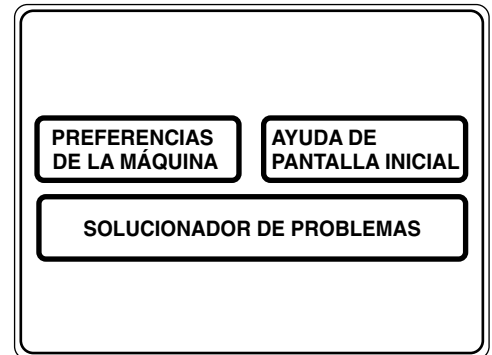 PREFERENCIAS
DE LA MÁQUINA
AYUDA DE
PANTALLA INICIAL
SOLUCIONADOR DE PROBLEMAS